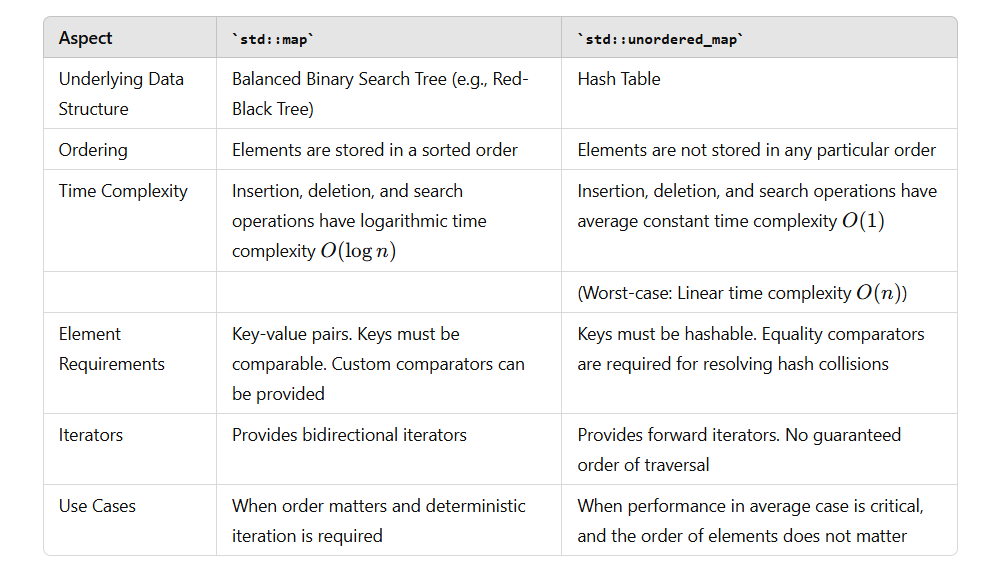 Aspect
`std::map`
`std::unordered_map`
Underlying Data
Structure
Balanced Binary Search Tree (e.g., Red-
Black Tree)
Hash Table
Ordering
Elements are stored in a sorted order
Elements are not stored in any particular order
Time Complexity
Insertion, deletion, and search
operations have logarithmic time
complexity O(log n)
Insertion, deletion, and search operations have
average constant time complexity O(1)
(Worst-case: Linear time complexity O(n))
Element
Requirements
Key-value pairs. Keys must be
comparable. Custom comparators can
be provided
Keys must be hashable. Equality comparators
are required for resolving hash collisions
Iterators
Provides bidirectional iterators
Provides forward iterators. No guaranteed
order of traversal
Use Cases
When order matters and deterministic
iteration is required
When performance in average case is critical,
and the order of elements does not matter